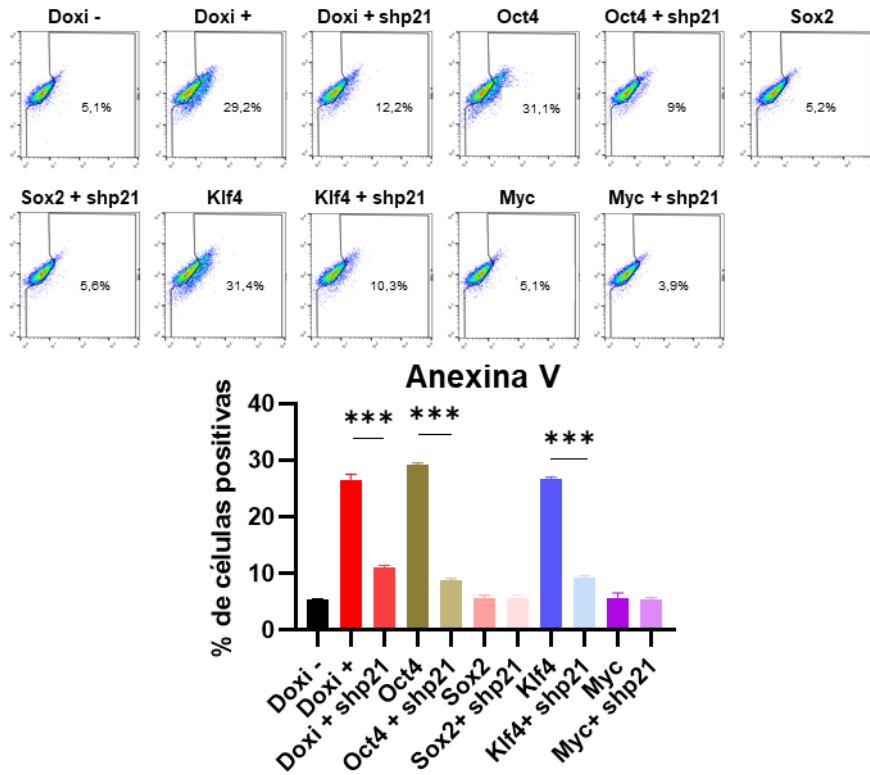 Doxi - Doxi + Doxi + shp21 Oct4 Oct4 + shp21 Sox2
5,1% 29,2% 12,2% 31,1% 9% 5,2%
Sox2 + shp21 Klf4 Klf4 + shp21 Myc Myc + shp21
5,6% 31,4% 10,3% 5,1% 3,9%
Anexina V
% de células positivas
40
30
20
10
0
*** *** ***
Doxi -
Doxi +
Doxi + shp21
Oct4
Oct4 + shp21
Sox2
Sox2+ shp21
Klf4
Klf4+ shp21
Myc
Myc+ shp21